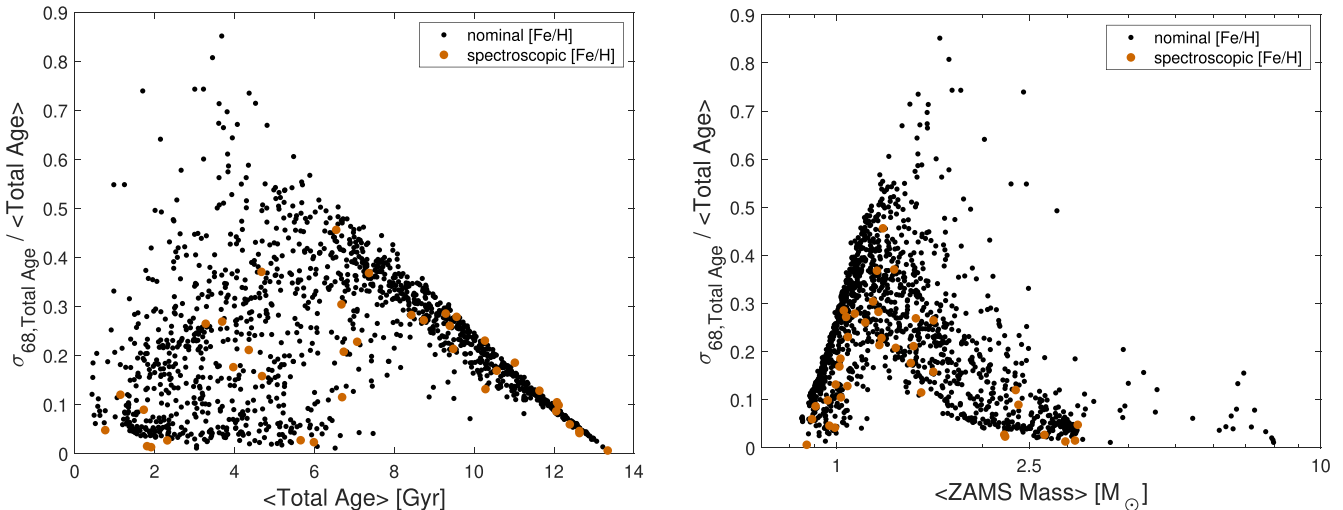 0.9
0.8
0.7
0.6
0.5
0.4
0.3
0.2
0.1
0
σ68,Total Age / <Total Age>
nominal [Fe/H]
spectroscopic [Fe/H]
0 2 4 6 8 10 12 14
<Total Age> [Gyr]
0.9
0.8
0.7
0.6
0.5
0.4
0.3
0.2
0.1
0
σ68,Total Age / <Total Age>
nominal [Fe/H]
spectroscopic [Fe/H]
1 2.5 10
<ZAMS Mass> [M⊙]